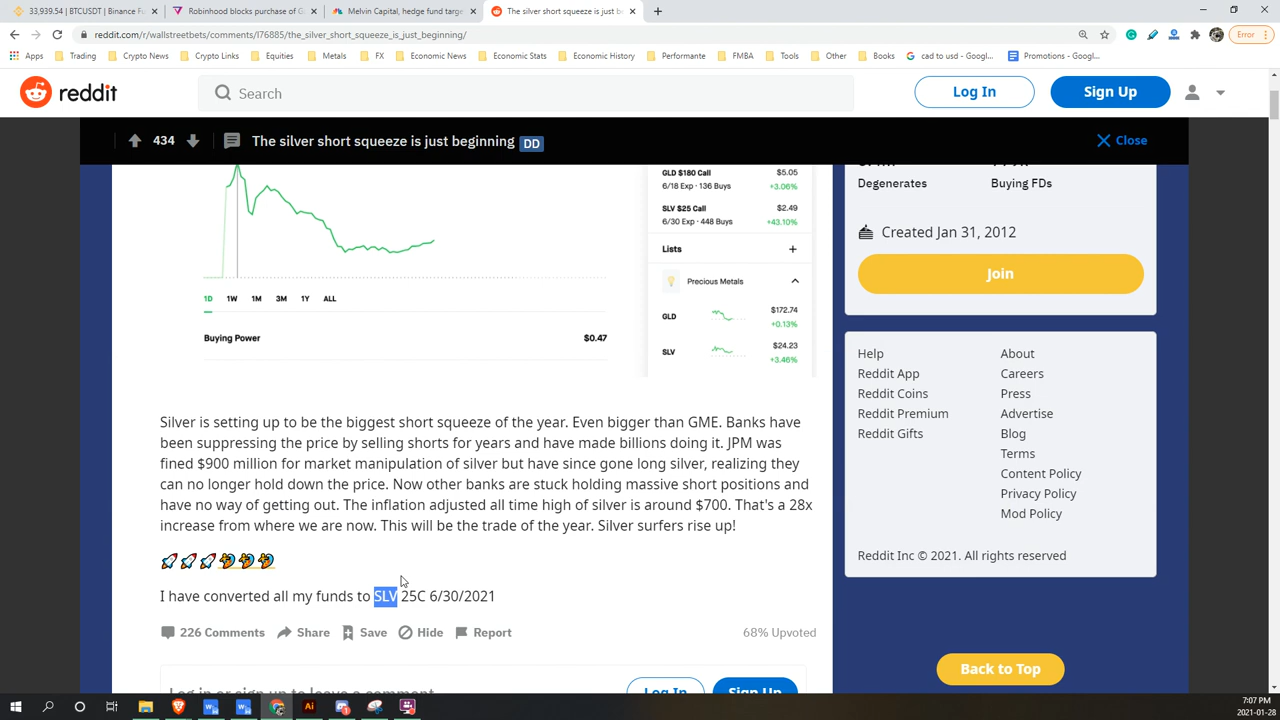 33,939.54 | BTCUSDT | Binance Fu
Robinhood blocks purchase of G
Melvin Capital, hedge fund targe
The silver short squeeze is just b
reddit.com/r/wallstreetbets/comments/l76885/the_silver_short_squeeze_is_just_beginning/
Error
Apps Trading Crypto News Crypto Links Equities Metals FX Economic News Economic Stats Economic History Performante FMBA Tools Other Books cad to usd - Googl... Promotions - Googl...
reddit
Search
Log In
Sign Up
434
The silver short squeeze is just beginning DD
Close
Degenerates
Buying FDs
Created Jan 31, 2012
Join
GLD $180 Call $5.05
6/18 Exp · 136 Buys +3.06%
SLV $25 Call $2.49
6/30 Exp · 448 Buys +43.10%
Lists
Precious Metals
GLD $172.74
+0.13%
SLV $24.23
+3.46%
1D 1W 1M 3M 1Y ALL
Buying Power $0.47
Help About
Reddit App Careers
Reddit Coins Press
Reddit Premium Advertise
Reddit Gifts Blog
Terms
Content Policy
Privacy Policy
Mod Policy
Reddit Inc © 2021. All rights reserved
Silver is setting up to be the biggest short squeeze of the year. Even bigger than GME. Banks have
been suppressing the price by selling shorts for years and have made billions doing it. JPM was
fined $900 million for market manipulation of silver but have since gone long silver, realizing they
can no longer hold down the price. Now other banks are stuck holding massive short positions and
have no way of getting out. The inflation adjusted all time high of silver is around $700. That's a 28x
increase from where we are now. This will be the trade of the year. Silver surfers rise up!
🚀🚀🚀🏄🏄🏄
I have converted all my funds to SLV 25C 6/30/2021
226 Comments Share Save Hide Report 68% Upvoted
Log in or sign up to leave a comment
Log In
Sign Up
Back to Top
7:07 PM
2021-01-28